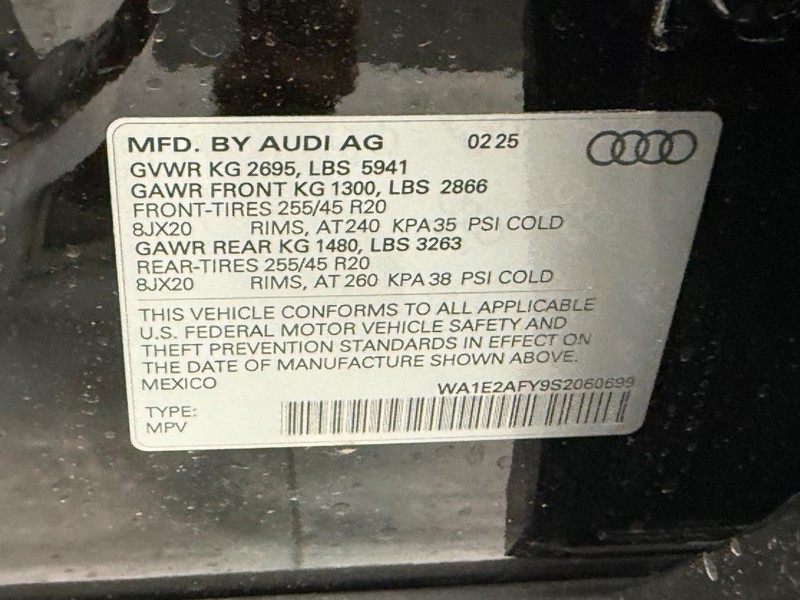 MFD. BY AUDI AG 02 25
GVWR KG 2695, LBS 5941
GAWR FRONT KG 1300, LBS 2866
FRONT-TIRES 255/45 R20
8JX20 RIMS, AT 240 KPA 35 PSI COLD
GAWR REAR KG 1480, LBS 3263
REAR-TIRES 255/45 R20
8JX20 RIMS, AT 260 KPA 38 PSI COLD
THIS VEHICLE CONFORMS TO ALL APPLICABLE
U.S. FEDERAL MOTOR VEHICLE SAFETY AND
THEFT PREVENTION STANDARDS IN EFFECT ON
THE DATE OF MANUFACTURE SHOWN ABOVE.
MEXICO WA1E2AFY9S2060699
TYPE:
MPV